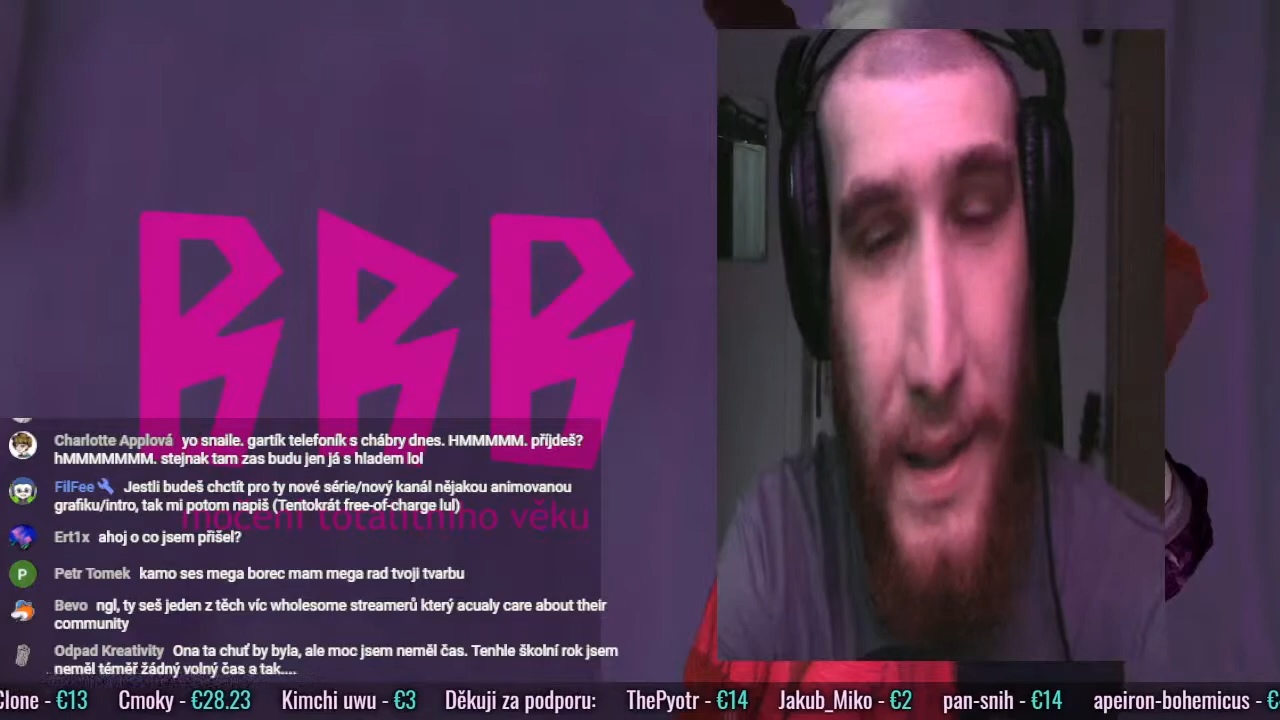 BBB
močení totalitního věku
Charlotte Applová yo snaile. gartík telefoník s chábry dnes. HMMMMM. příjdeš?
hMMMMMMM. stejnak tam zas budu jen já s hladem lol
FilFee Jestli budeš chctít pro ty nové série/nový kanál nějakou animovanou
grafiku/intro, tak mi potom napiš (Tentokrát free-of-charge lul)
Ert1x ahoj o co jsem přišel?
P Petr Tomek kamo ses mega borec mam mega rad tvoji tvarbu
Bevo ngl, ty seš jeden z těch víc wholesome streamerů který acualy care about their
community
Odpad Kreativity Ona ta chuť by byla, ale moc jsem neměl čas. Tenhle školní rok jsem
neměl téměř žádný volný čas a tak....
Clone - €13 Cmoky - €28.23 Kimchi uwu - €3 Děkuji za podporu: ThePyotr - €14 Jakub_Miko - €2 pan-snih - €14 apeiron-bohemicus - €